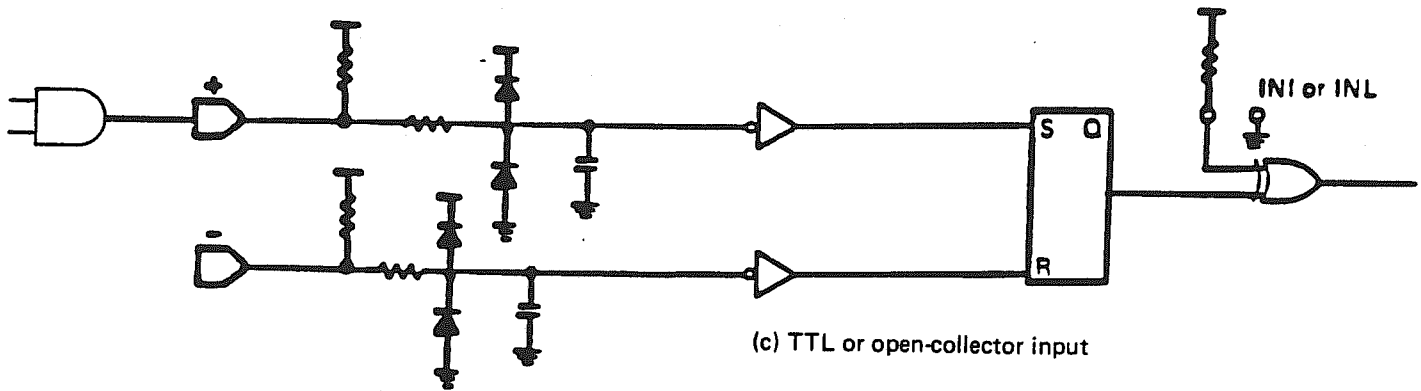 +
INI or INL
S Q
-
R
(c) TTL or open-collector input